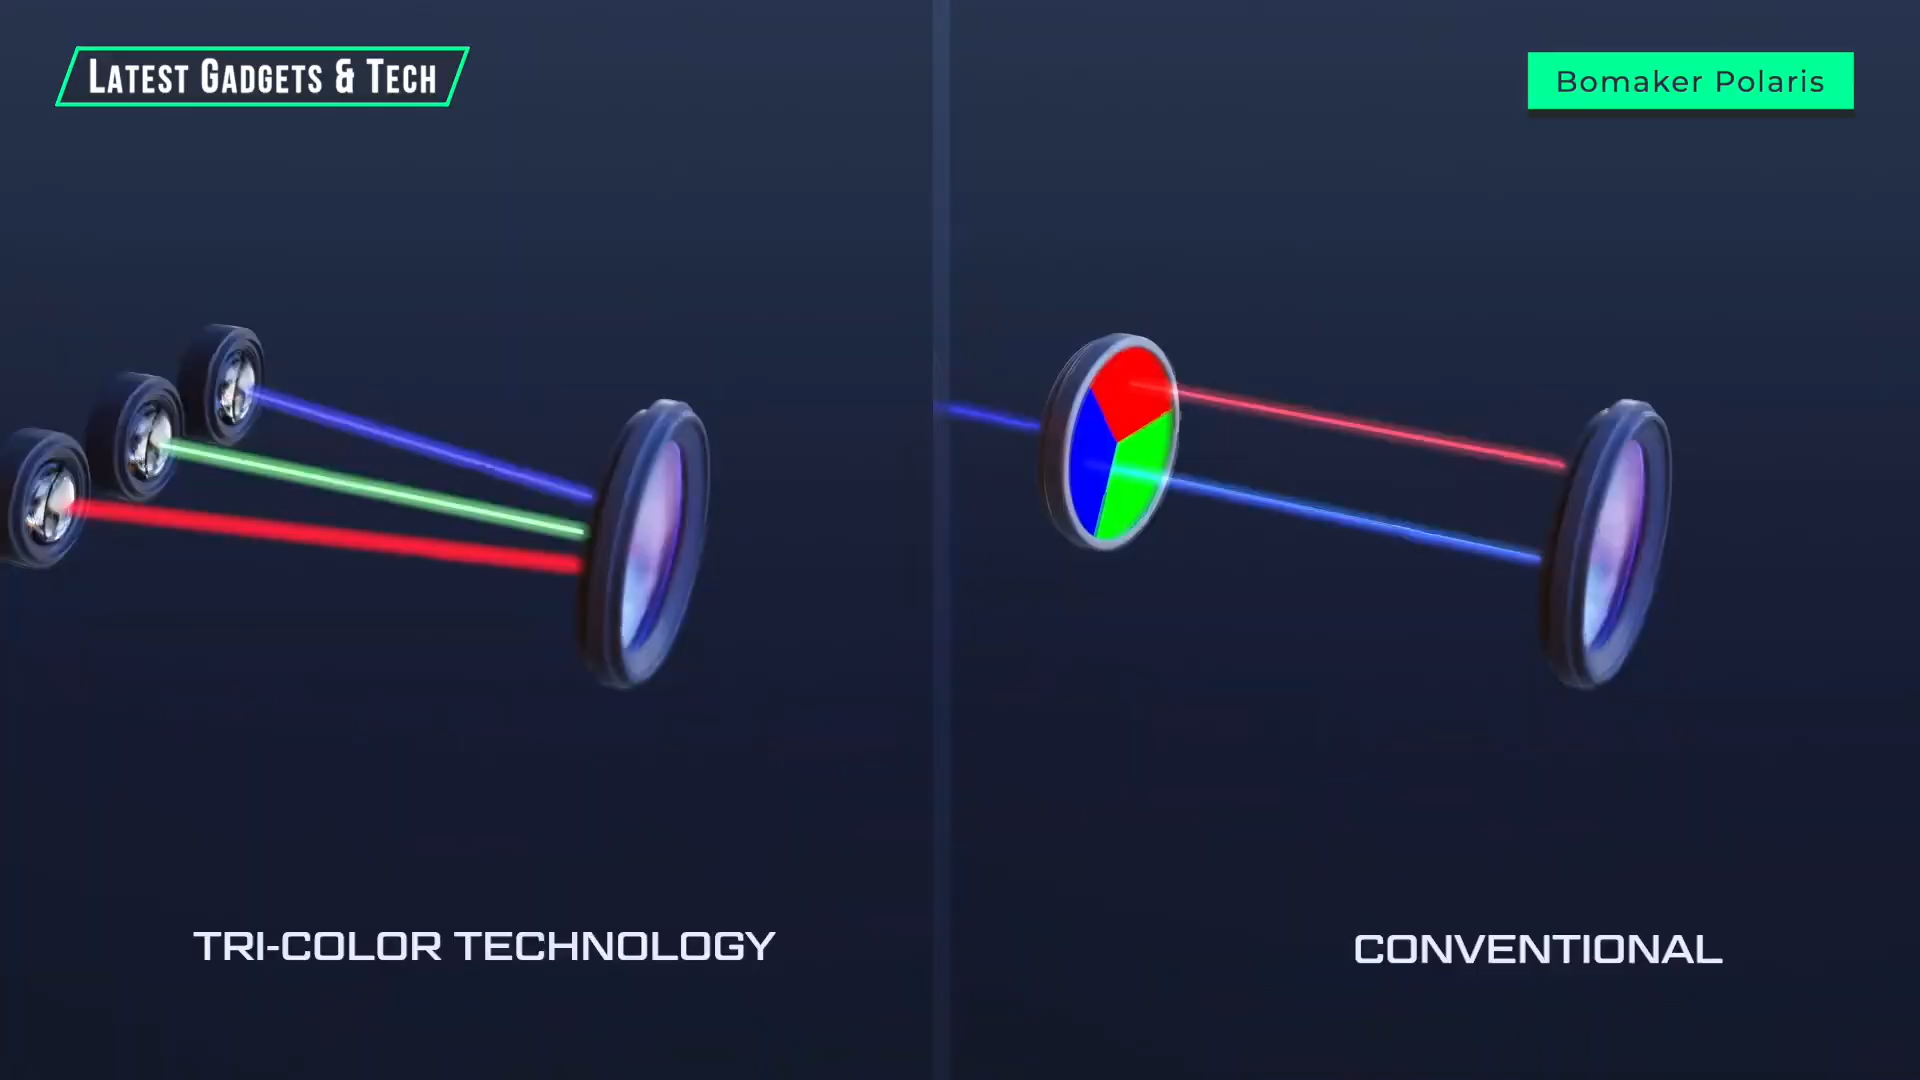 LATEST GADGETS & TECH
Bomaker Polaris
TRI-COLOR TECHNOLOGY
CONVENTIONAL